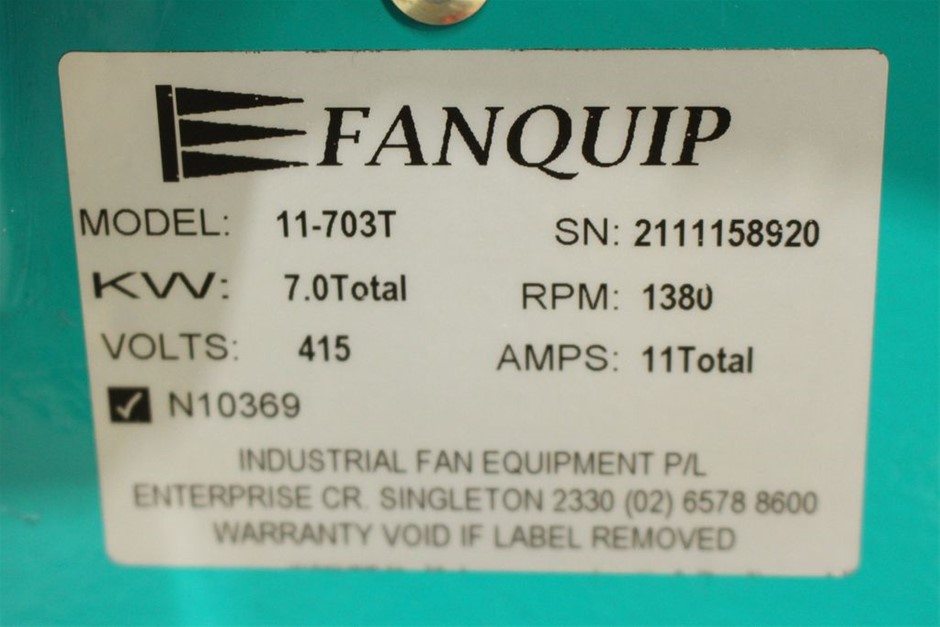 FANQUIP
MODEL: 11-703T SN: 2111158920
KW: 7.0Total RPM: 1380
VOLTS: 415 AMPS: 11Total
N10369
INDUSTRIAL FAN EQUIPMENT P/L
ENTERPRISE CR. SINGLETON 2330 (02) 6578 8600
WARRANTY VOID IF LABEL REMOVED